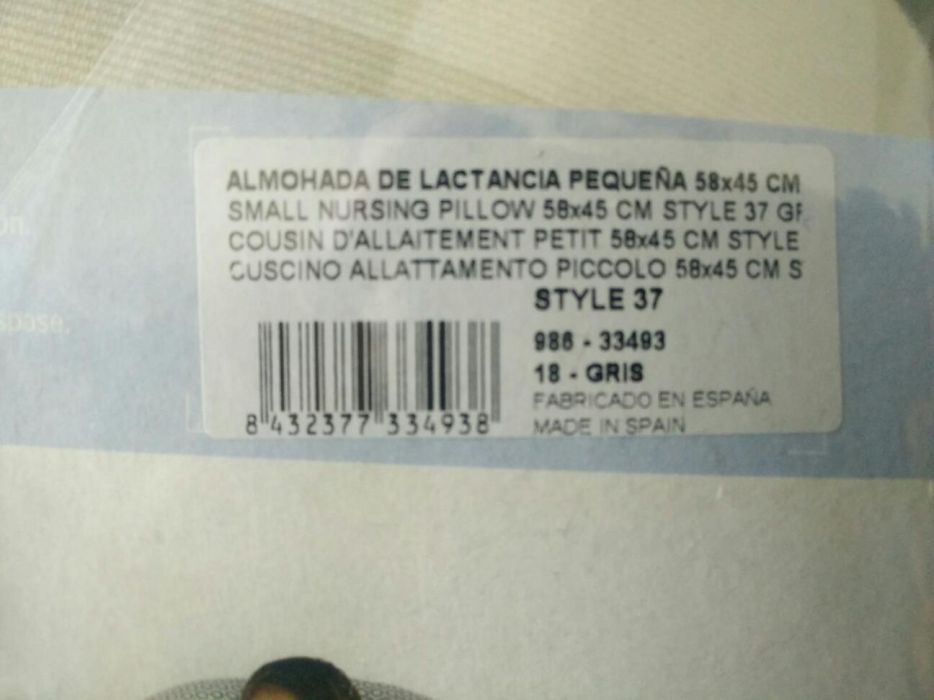 ALMOHADA DE LACTANCIA PEQUEÑA 58x45 CM
SMALL NURSING PILLOW 58x45 CM STYLE 37
COUSIN D'ALLAITEMENT PETIT 58x45 CM STYLE
CUSCINO ALLATTAMENTO PICCOLO 58x45 CM S
STYLE 37
986 - 33493
18 - GRIS
FABRICADO EN ESPAÑA
MADE IN SPAIN
8 432377 334938